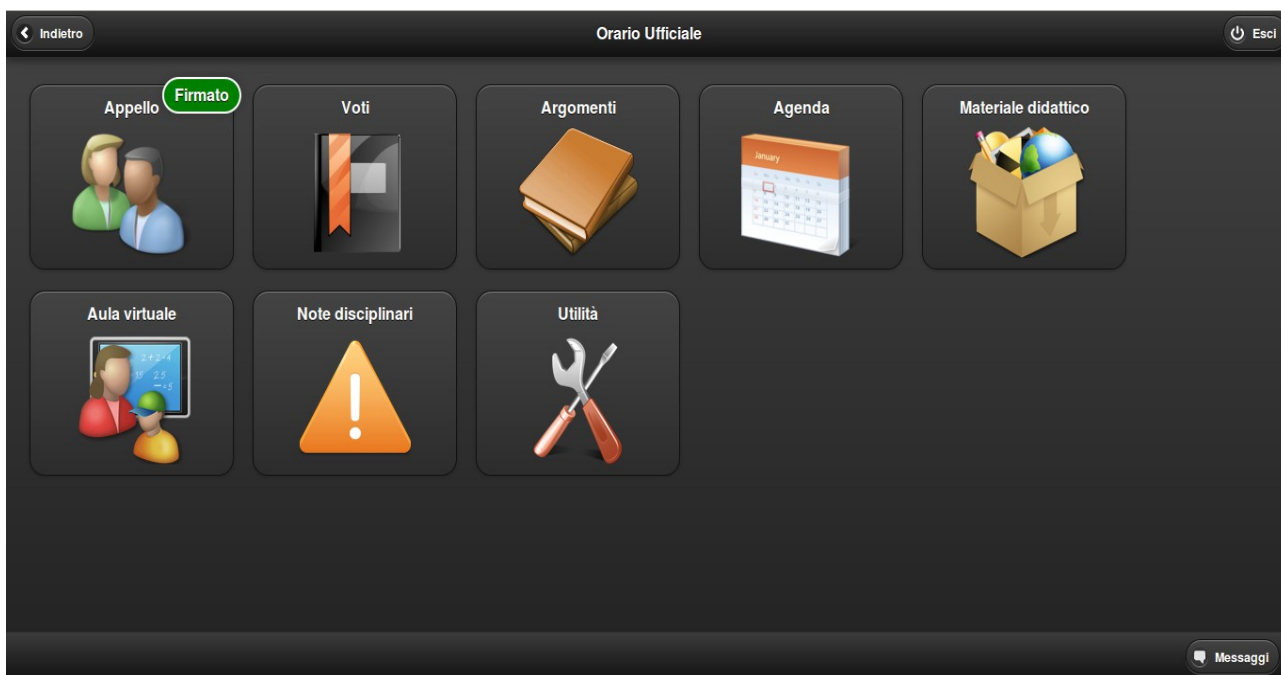 Indietro
Orario Ufficiale
Esci
Appello
Firmato
Voti
Argomenti
Agenda
Materiale didattico
January
Aula virtuale
Note disciplinari
Utilità
Messaggi